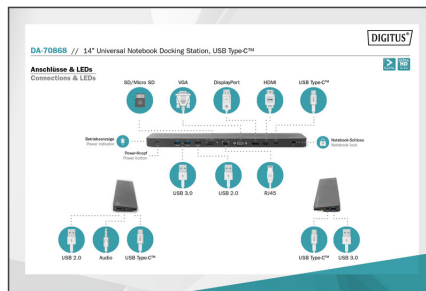 DIGITUS®
DA-70868 // 14" Universal Notebook Docking Station, USB Type-C™
Anschlüsse & LEDs
Connections & LEDs
SD/Micro SD
VGA
DisplayPort
HDMI
USB Type-C™
Betriebsanzeige
Power indicator
Notebook-Schloss
Notebook lock
Power-Knopf
Power button
USB 3.0
USB 2.0
RJ45
USB 2.0
Audio
USB Type-C™
USB Type-C™
USB 3.0